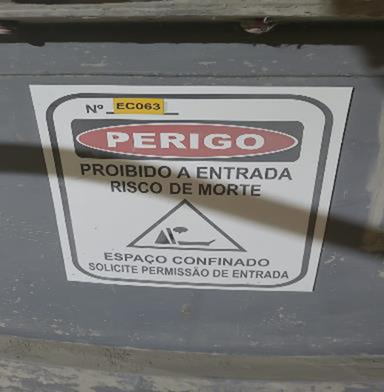 Nº EC063
PERIGO
PROIBIDO A ENTRADA
RISCO DE MORTE
ESPAÇO CONFINADO
SOLICITE PERMISSÃO DE ENTRADA